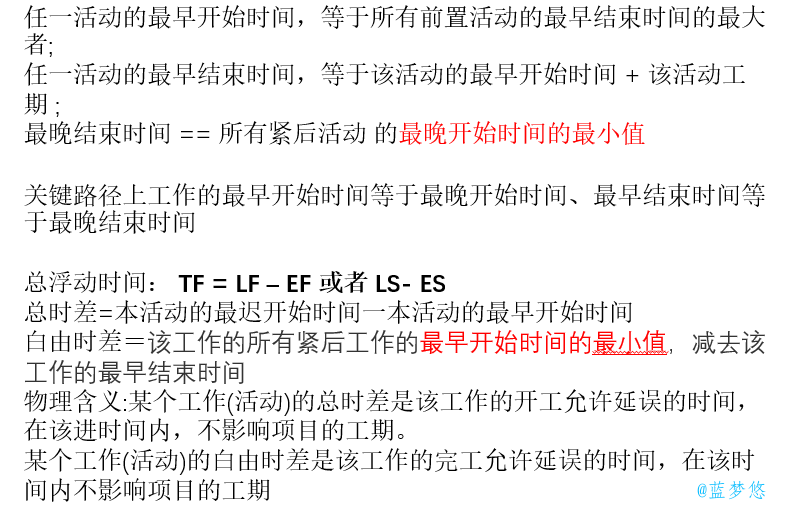 任一活动的最早开始时间，等于所有前置活动的最早结束时间的最大
者;
任一活动的最早结束时间，等于该活动的最早开始时间 + 该活动工
期 ;
最晚结束时间 == 所有紧后活动 的最晚开始时间的最小值
关键路径上工作的最早开始时间等于最晚开始时间、最早结束时间等
于最晚结束时间
总浮动时间： TF = LF – EF 或者 LS- ES
总时差=本活动的最迟开始时间一本活动的最早开始时间
自由时差＝该工作的所有紧后工作的最早开始时间的最小值，减去该
工作的最早结束时间
物理含义:某个工作(活动)的总时差是该工作的开工允许延误的时间，
在该进时间内，不影响项目的工期。
某个工作(活动)的自由时差是该工作的完工允许延误的时间，在该时
间内不影响项目的工期
@蓝梦悠